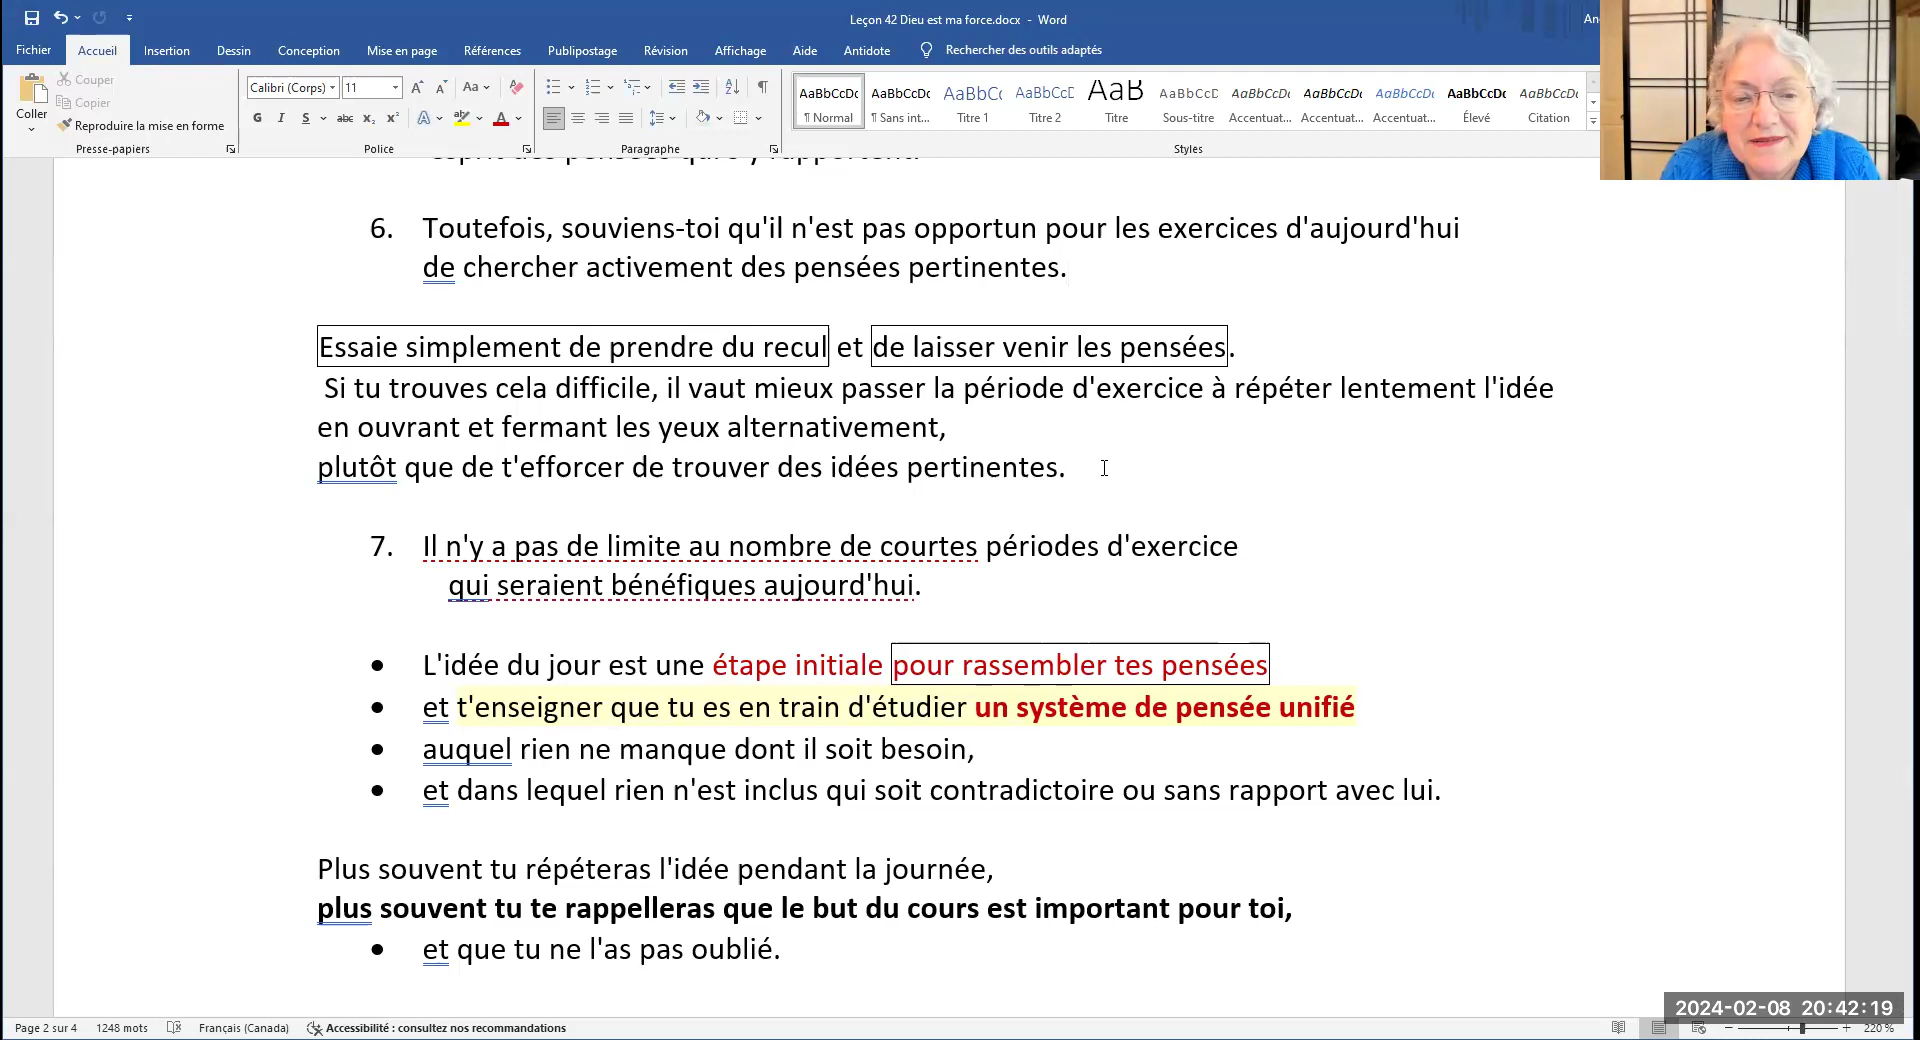 Leçon 42 Dieu est ma force.docx - Word
Fichier Accueil Insertion Dessin Conception Mise en page Références Publipostage Révision Affichage Aide Antidote Rechercher des outils adaptés
Coller
Couper
Copier
Reproduire la mise en forme
Presse-papiers
Calibri (Corps) 11
Police
Paragraphe
AaBbCcDc AaBbCcDc AaBbCc AaBbCcD AaB AaBbCcD AaBbCcDc AaBbCcDc AaBbCcDc AaBbCcDc AaBbCcDc
¶ Normal ¶ Sans int... Titre 1 Titre 2 Titre Sous-titre Accentuat... Accentuat... Accentuat... Élevé Citation
Styles
6. Toutefois, souviens-toi qu'il n'est pas opportun pour les exercices d'aujourd'hui
de chercher activement des pensées pertinentes.
Essaie simplement de prendre du recul et de laisser venir les pensées.
Si tu trouves cela difficile, il vaut mieux passer la période d'exercice à répéter lentement l'idée
en ouvrant et fermant les yeux alternativement,
plutôt que de t'efforcer de trouver des idées pertinentes.
7. Il n'y a pas de limite au nombre de courtes périodes d'exercice
qui seraient bénéfiques aujourd'hui.
• L'idée du jour est une étape initiale pour rassembler tes pensées
• et t'enseigner que tu es en train d'étudier un système de pensée unifié
• auquel rien ne manque dont il soit besoin,
• et dans lequel rien n'est inclus qui soit contradictoire ou sans rapport avec lui.
Plus souvent tu répéteras l'idée pendant la journée,
plus souvent tu te rappelleras que le but du cours est important pour toi,
• et que tu ne l'as pas oublié.
2024-02-08 20:42:19
Page 2 sur 4 1248 mots Français (Canada) Accessibilité : consultez nos recommandations 220 %